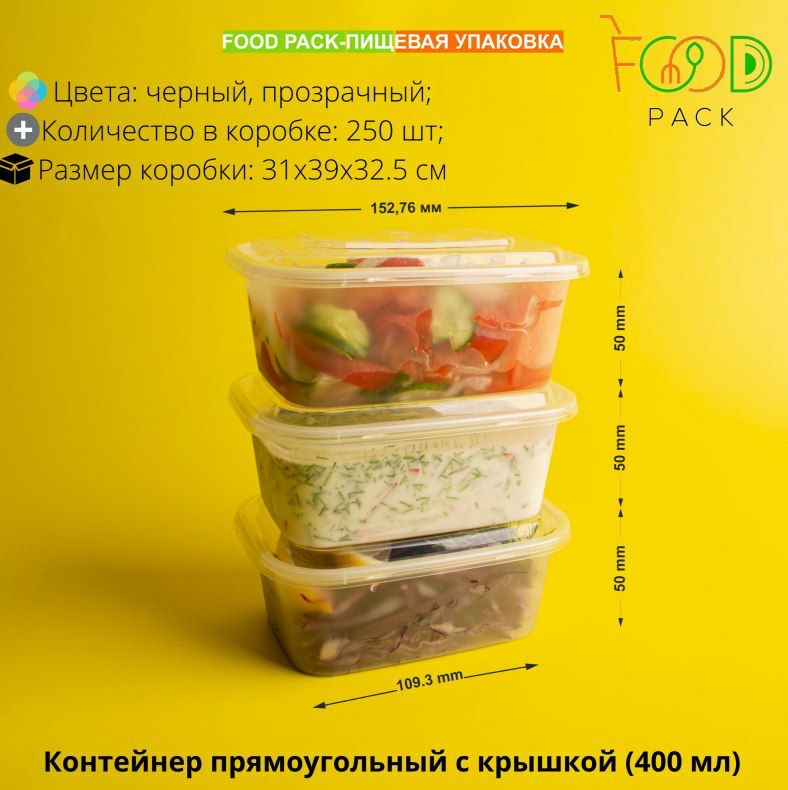 FOOD PACK-ПИЩЕВАЯ УПАКОВКА
FOOD
PACK
Цвета: черный, прозрачный;
Количество в коробке: 250 шт;
Размер коробки: 31х39х32.5 см
152,76 мм
50 mm
50 mm
50 mm
109.3 mm
Контейнер прямоугольный с крышкой (400 мл)